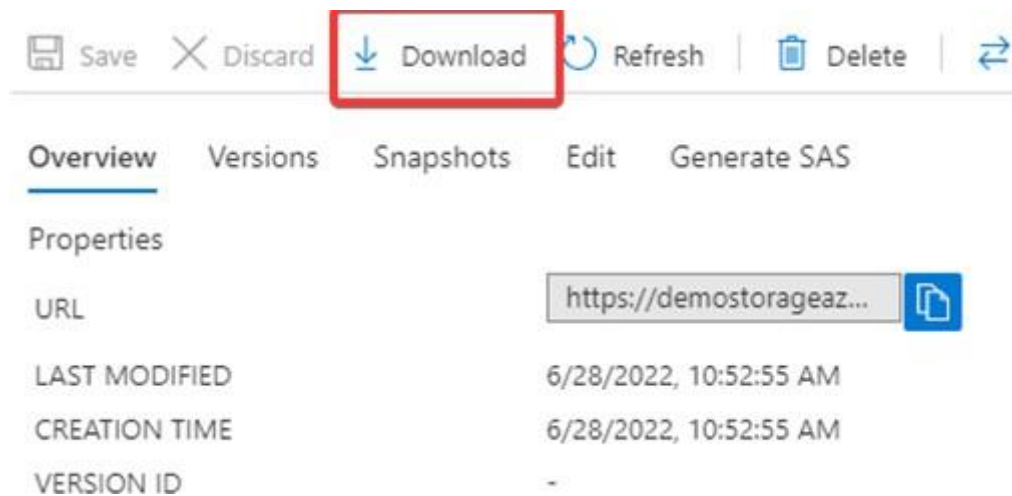 Save Discard Download Refresh Delete
Overview Versions Snapshots Edit Generate SAS
Properties
URL https://demostorageaz...
LAST MODIFIED 6/28/2022, 10:52:55 AM
CREATION TIME 6/28/2022, 10:52:55 AM
VERSION ID -